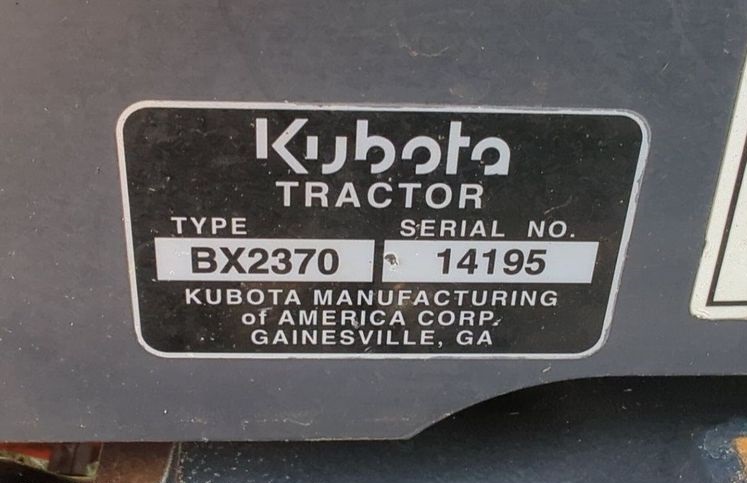 Kubota
TRACTOR
TYPE SERIAL NO.
BX2370 14195
KUBOTA MANUFACTURING
of AMERICA CORP.
GAINESVILLE, GA